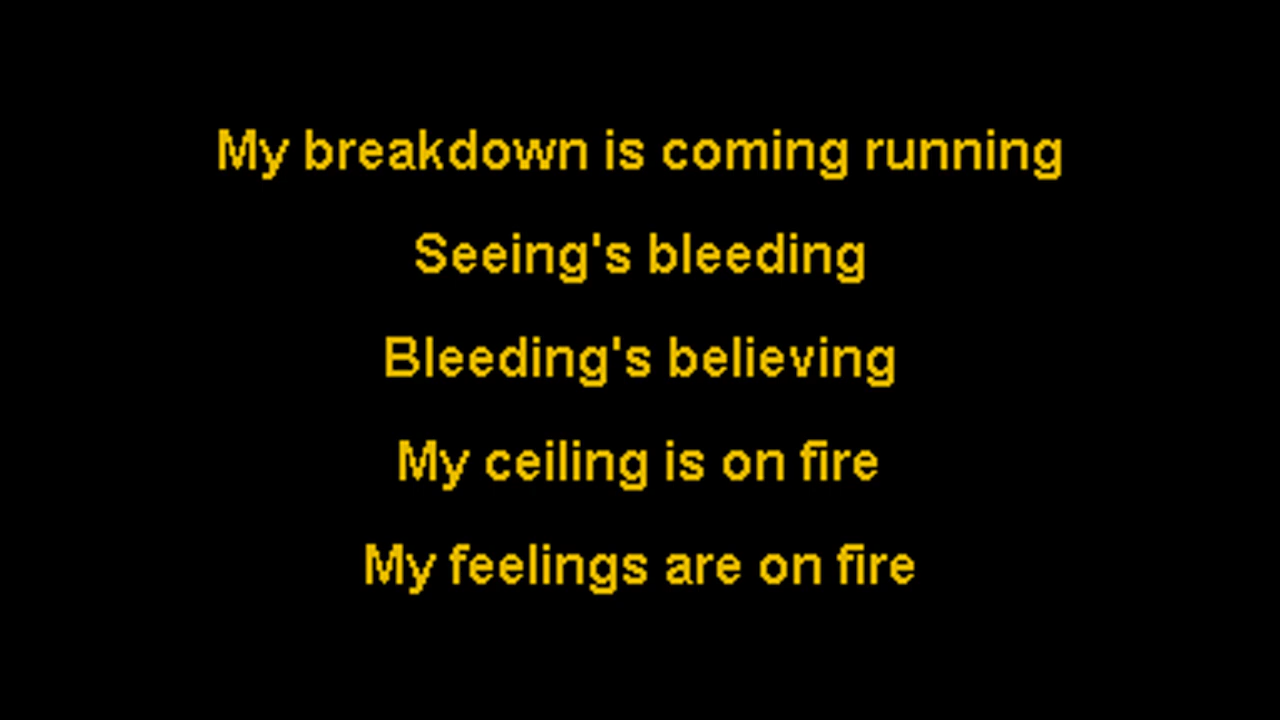 My breakdown is coming running
Seeing's bleeding
Bleeding's believing
My ceiling is on fire
My feelings are on fire